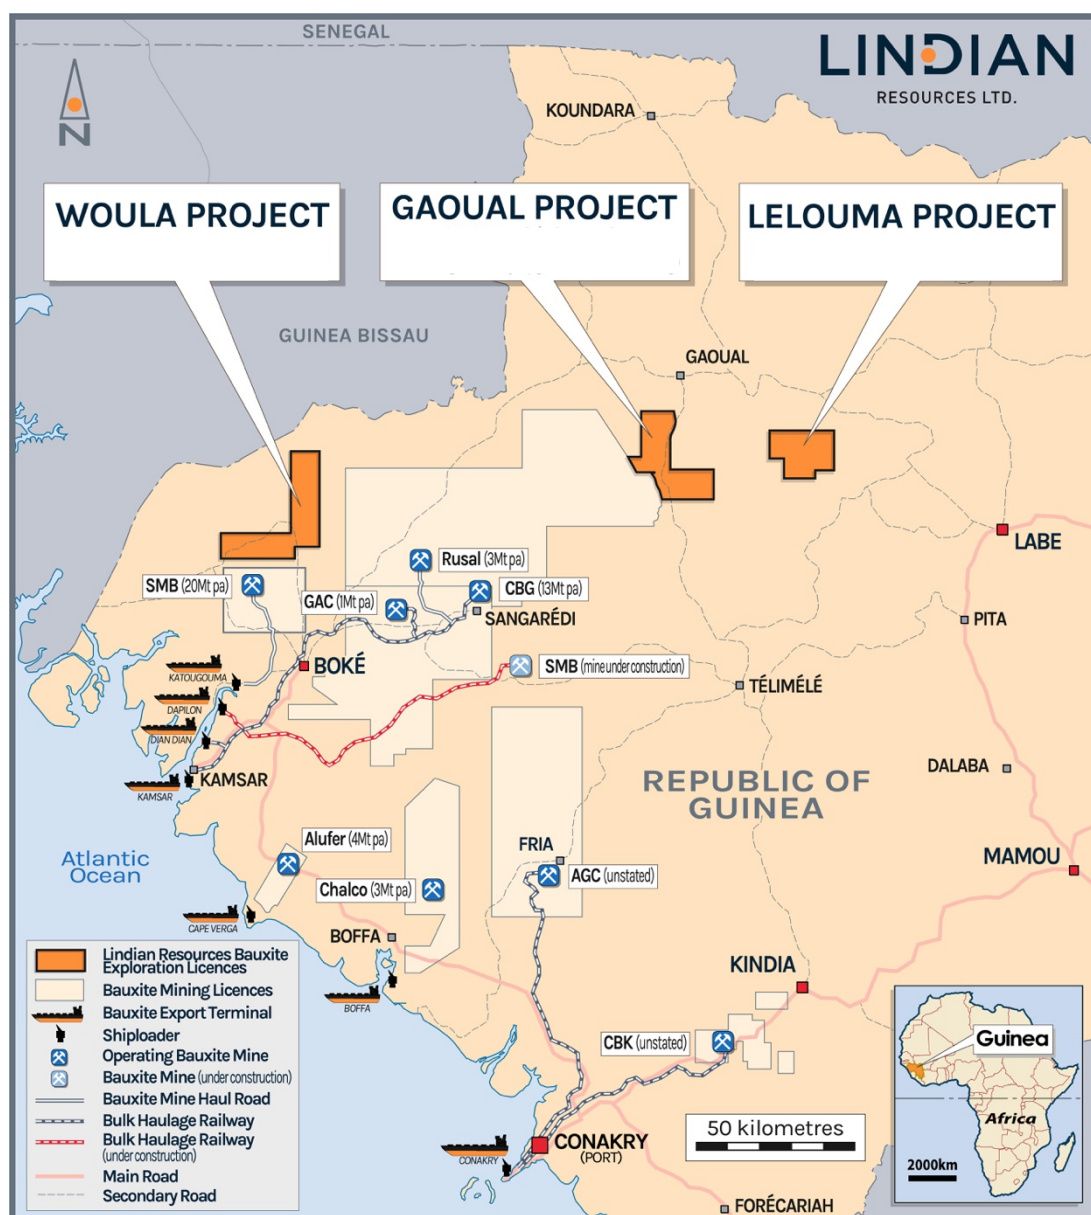 SENEGAL
LINDIAN
RESOURCES LTD.
N
KOUNDARA
WOULA PROJECT
GAOUAL PROJECT
LELOUMA PROJECT
GUINEA BISSAU
GAOUAL
LABE
Rusal (3Mt pa)
SMB (20Mt pa)
CBG (13Mt pa)
GAC (1Mt pa)
SANGARÉDI
PITA
BOKÉ
SMB (mine under construction)
KATOUGOUMA
TÉLIMÉLÉ
DAPILON
DIAN DIAN
KAMSAR
KAMSAR
DALABA
REPUBLIC OF
GUINEA
Alufer (4Mt pa)
FRIA
MAMOU
Atlantic
Ocean
Chalco (3Mt pa)
AGC (unstated)
CAPE VERGA
BOFFA
KINDIA
BOFFA
CBK (unstated)
CONAKRY
(PORT)
CONAKRY
FORÉCARIAH
50 kilometres
Lindian Resources Bauxite
Exploration Licences
Bauxite Mining Licences
Bauxite Export Terminal
Shiploader
Operating Bauxite Mine
Bauxite Mine (under construction)
Bauxite Mine Haul Road
Bulk Haulage Railway
Bulk Haulage Railway
(under construction)
Main Road
Secondary Road
Guinea
Africa
2000km